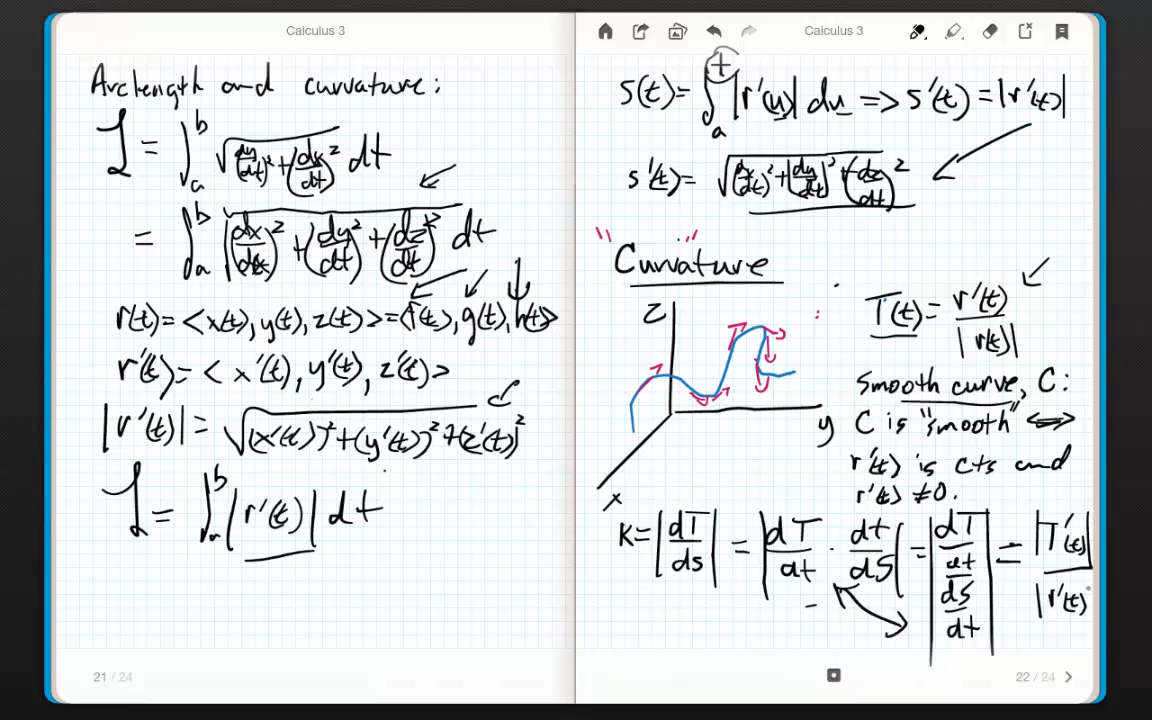 Calculus 3
Arclength and curvature:
L = ∫_a^b √((dy/dt)² + (dx/dt)²) dt
= ∫_a^b √((dx/dt)² + (dy/dt)² + (dz/dt)²) dt
r(t) = <x(t), y(t), z(t)> = <f(t), g(t), h(t)>
r'(t) = <x'(t), y'(t), z'(t)>
|r'(t)| = √((x'(t))² + (y'(t))² + (z'(t))²
L = ∫_a^b |r'(t)| dt
21 / 24
Calculus 3
S(t) = ∫_a^t |r'(u)| du => s'(t) = |r'(t)|
s'(t) = √((dx/dt)² + (dy/dt)² + (dz/dt)²
"Curvature"
z
y
x
T(t) = r'(t) / |r(t)|
Smooth curve, C:
C is "smooth" <=>
r'(t) is cts and
r'(t) ≠ 0.
K = |dT/ds| = |dT/dt · dt/dS| = |(dT/dt)/(dS/dt)| = |T'(t)| / |r'(t)
22 / 24